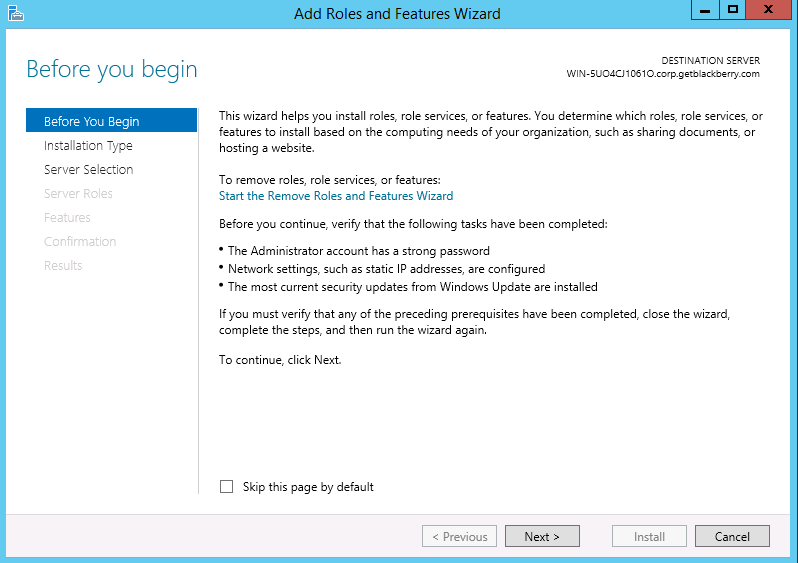 Add Roles and Features Wizard
Before you begin
DESTINATION SERVER
WIN-5UO4CJ1061O.corp.getblackberry.com
Before You Begin
Installation Type
Server Selection
Server Roles
Features
Confirmation
Results
This wizard helps you install roles, role services, or features. You determine which roles, role services, or
features to install based on the computing needs of your organization, such as sharing documents, or
hosting a website.
To remove roles, role services, or features:
Start the Remove Roles and Features Wizard
Before you continue, verify that the following tasks have been completed:
• The Administrator account has a strong password
• Network settings, such as static IP addresses, are configured
• The most current security updates from Windows Update are installed
If you must verify that any of the preceding prerequisites have been completed, close the wizard,
complete the steps, and then run the wizard again.
To continue, click Next.
Skip this page by default
< Previous
Next >
Install
Cancel